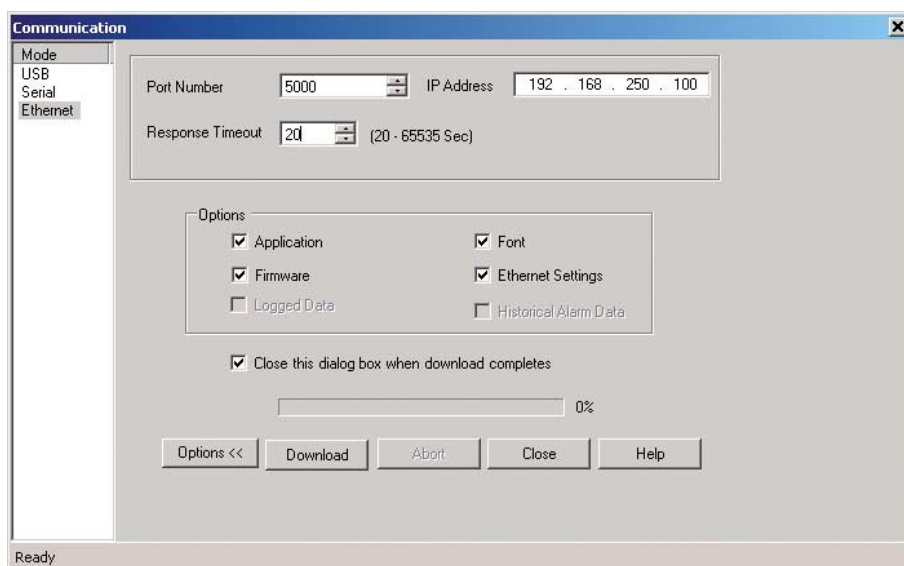 Communication
Mode
USB
Serial
Ethernet
Port Number 5000 IP Address 192 . 168 . 250 . 100
Response Timeout 20 (20 - 65535 Sec)
Options
Application Font
Firmware Ethernet Settings
Logged Data Historical Alarm Data
Close this dialog box when download completes
0%
Options << Download Abort Close Help
Ready